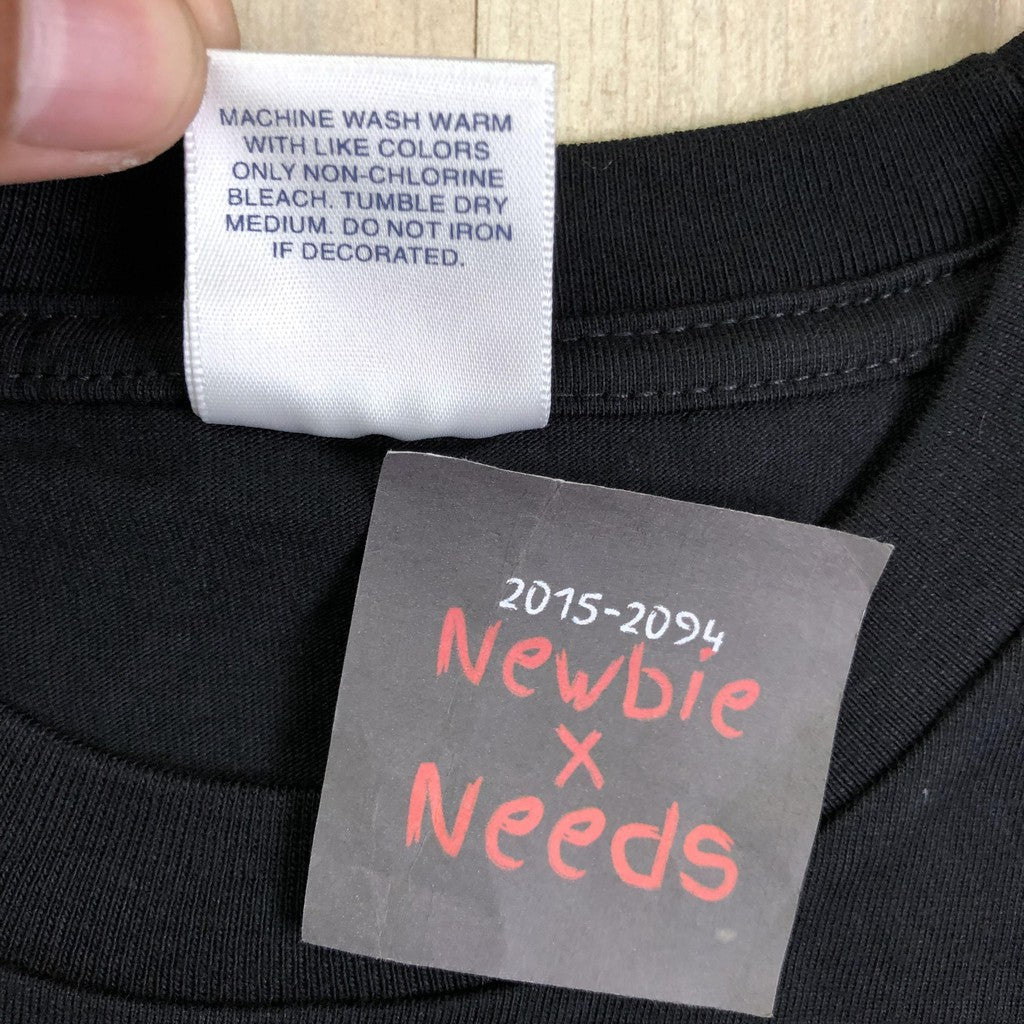 MACHINE WASH WARM
WITH LIKE COLORS
ONLY NON-CHLORINE
BLEACH. TUMBLE DRY
MEDIUM. DO NOT IRON
IF DECORATED.
2015-2094
Newbie
x
Needs